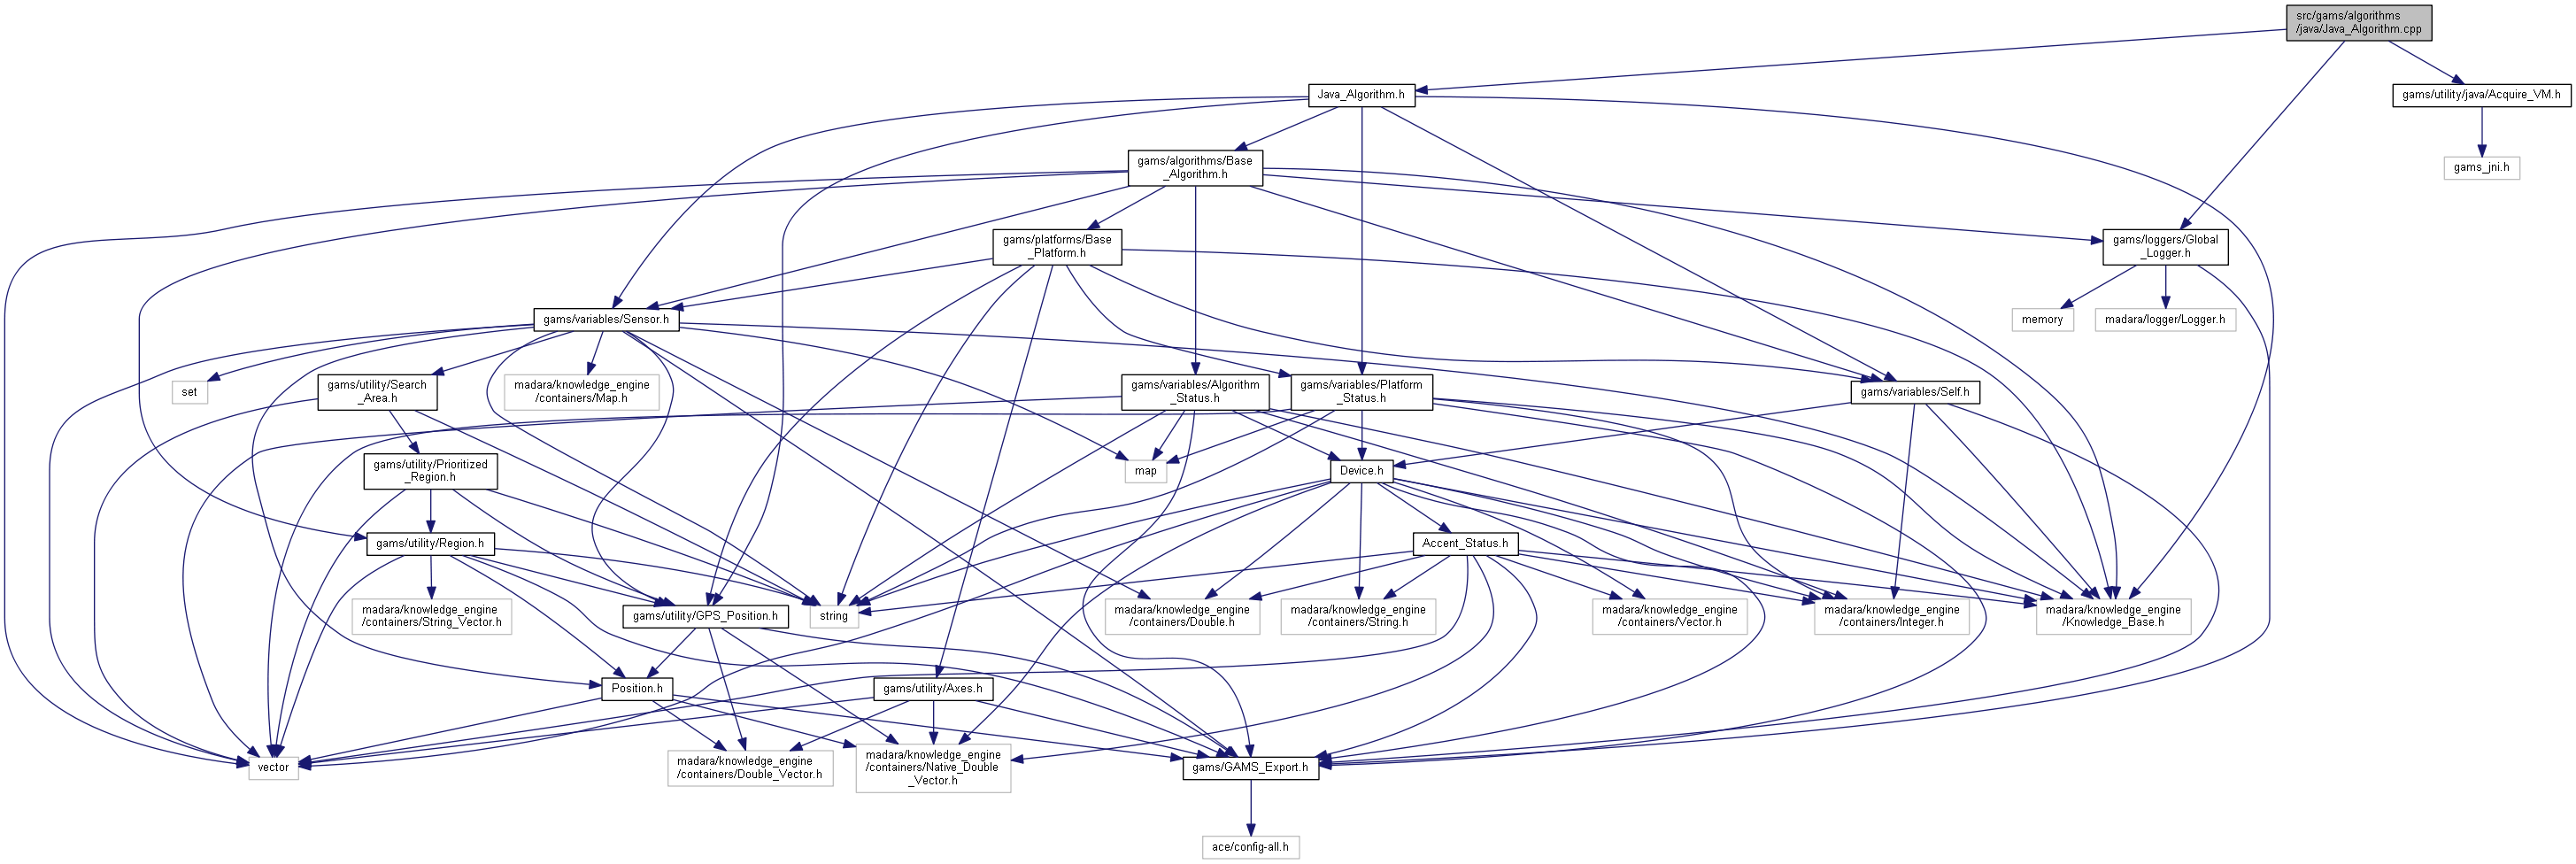 src/gams/algorithms
/java/Java_Algorithm.cpp
Java_Algorithm.h
gams/utility/java/Acquire_VM.h
gams/algorithms/Base
_Algorithm.h
gams_jni.h
gams/platforms/Base
_Platform.h
gams/loggers/Global
_Logger.h
gams/variables/Sensor.h
memory
madara/logger/Logger.h
set
gams/utility/Search
_Area.h
madara/knowledge_engine
/containers/Map.h
gams/variables/Algorithm
_Status.h
gams/variables/Platform
_Status.h
gams/variables/Self.h
gams/utility/Prioritized
_Region.h
map
Device.h
gams/utility/Region.h
Accent_Status.h
madara/knowledge_engine
/containers/String_Vector.h
gams/utility/GPS_Position.h
string
madara/knowledge_engine
/containers/Double.h
madara/knowledge_engine
/containers/String.h
madara/knowledge_engine
/containers/Vector.h
madara/knowledge_engine
/containers/Integer.h
madara/knowledge_engine
/Knowledge_Base.h
Position.h
gams/utility/Axes.h
vector
madara/knowledge_engine
/containers/Double_Vector.h
madara/knowledge_engine
/containers/Native_Double
_Vector.h
gams/GAMS_Export.h
ace/config-all.h